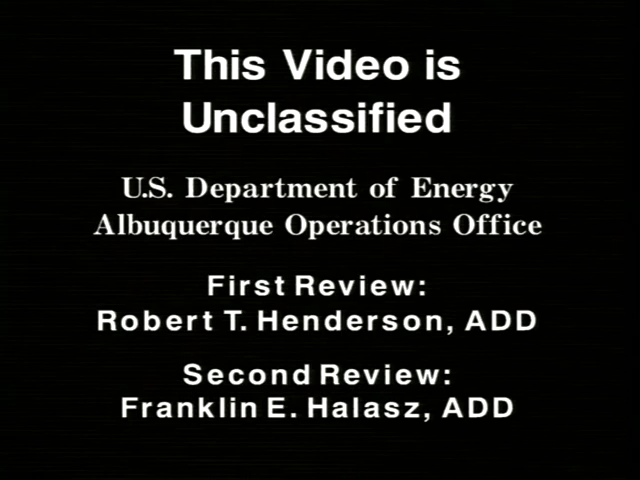 This Video is
Unclassified
U.S. Department of Energy
Albuquerque Operations Office
First Review:
Robert T. Henderson, ADD
Second Review:
Franklin E. Halasz, ADD